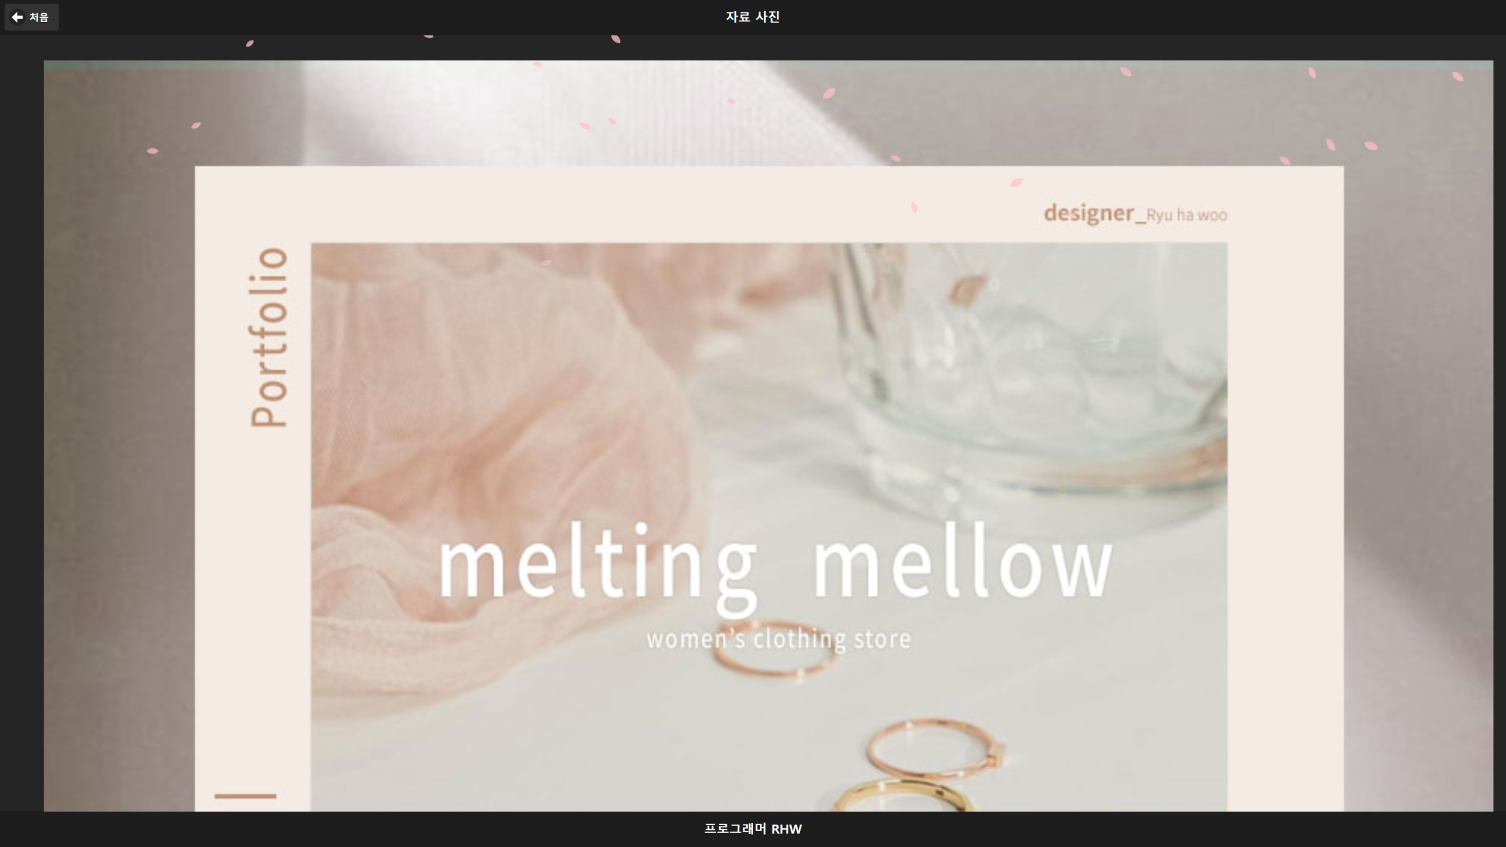 처음
자료 사진
designer_Ryu ha woo
Portfolio
melting mellow
women's clothing store
프로그래머 RHW